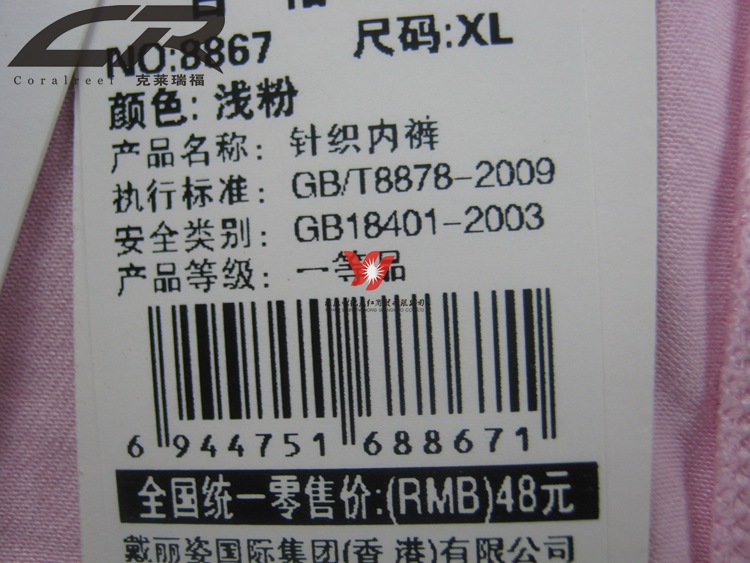 NO:8867 尺码:XL
Coralreef 克莱瑞福
颜色: 浅粉
产品名称: 针织内裤
执行标准: GB/T8878-2009
安全类别: GB18401-2003
产品等级: 一等品
6 944751 688671
全国统一零售价:(RMB)48元
戴丽姿国际集团(香港)有限公司